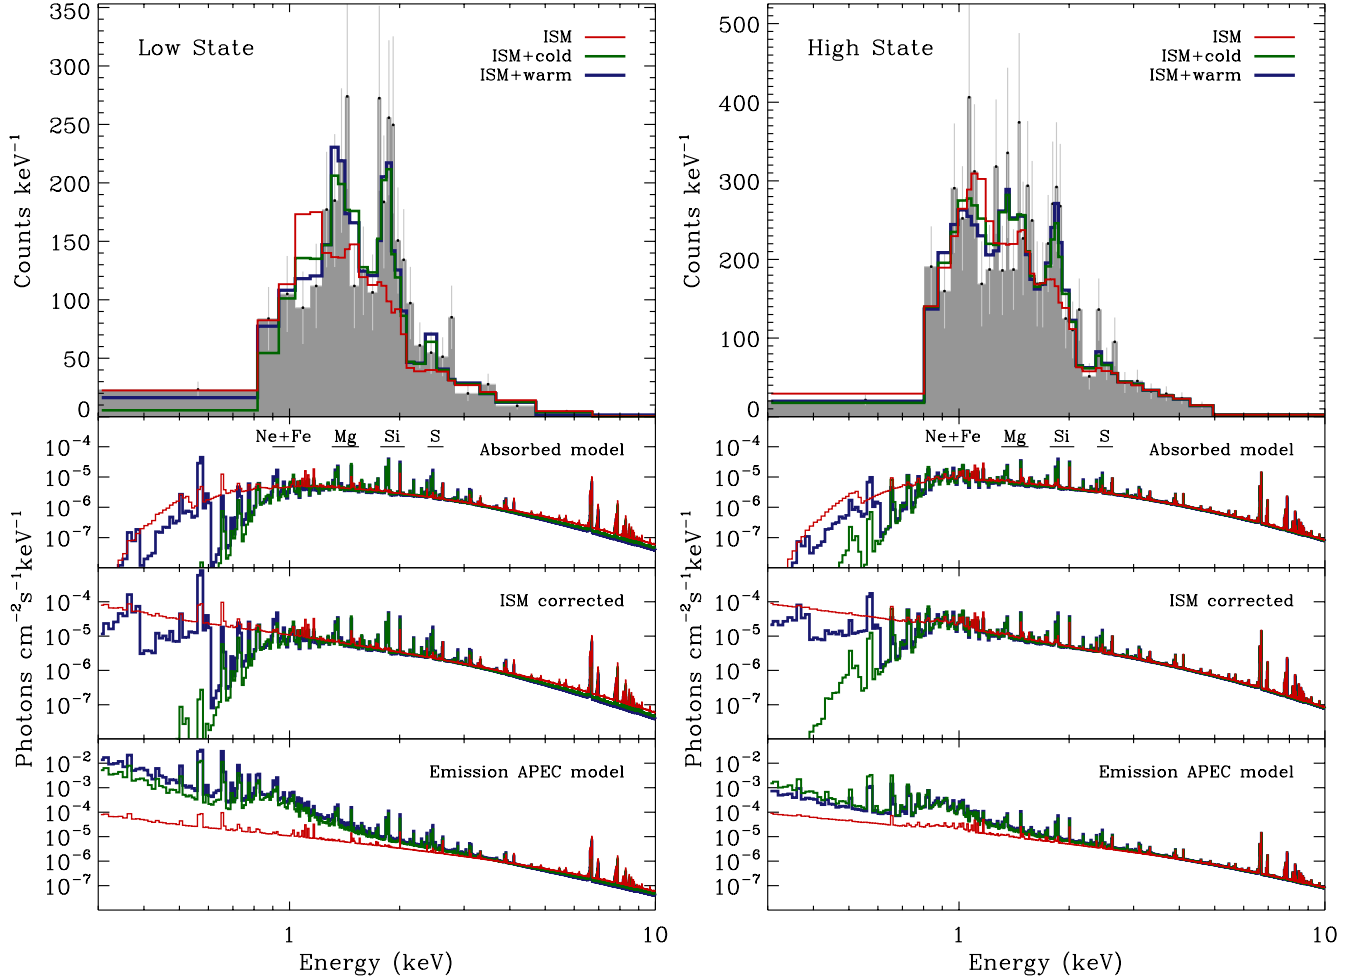 Low State
ISM
ISM+cold
ISM+warm
350
300
250
200
150
100
50
0
Counts keV⁻¹
Ne+Fe Mg Si S
Absorbed model
10⁻⁴
10⁻⁵
10⁻⁶
10⁻⁷
ISM corrected
10⁻⁴
10⁻⁵
10⁻⁶
10⁻⁷
Photons cm⁻²s⁻¹keV⁻¹
Emission APEC model
10⁻²
10⁻³
10⁻⁴
10⁻⁵
10⁻⁶
10⁻⁷
1 10
Energy (keV)
High State
ISM
ISM+cold
ISM+warm
500
400
300
200
100
0
Counts keV⁻¹
Ne+Fe Mg Si S
Absorbed model
10⁻⁴
10⁻⁵
10⁻⁶
10⁻⁷
ISM corrected
10⁻⁴
10⁻⁵
10⁻⁶
10⁻⁷
Photons cm⁻²s⁻¹keV⁻¹
Emission APEC model
10⁻²
10⁻³
10⁻⁴
10⁻⁵
10⁻⁶
10⁻⁷
1 10
Energy (keV)